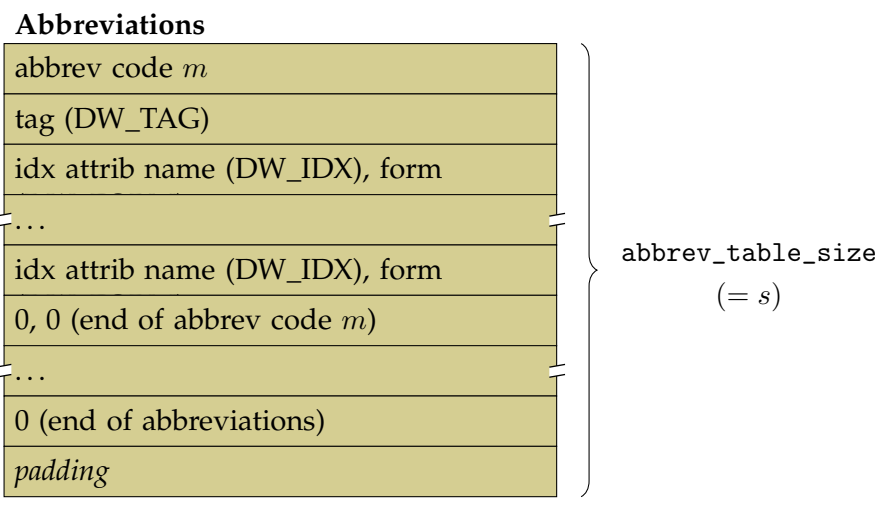 Abbreviations
abbrev code m
tag (DW_TAG)
idx attrib name (DW_IDX), form
...
idx attrib name (DW_IDX), form
0, 0 (end of abbrev code m)
...
0 (end of abbreviations)
padding
abbrev_table_size
(= s)